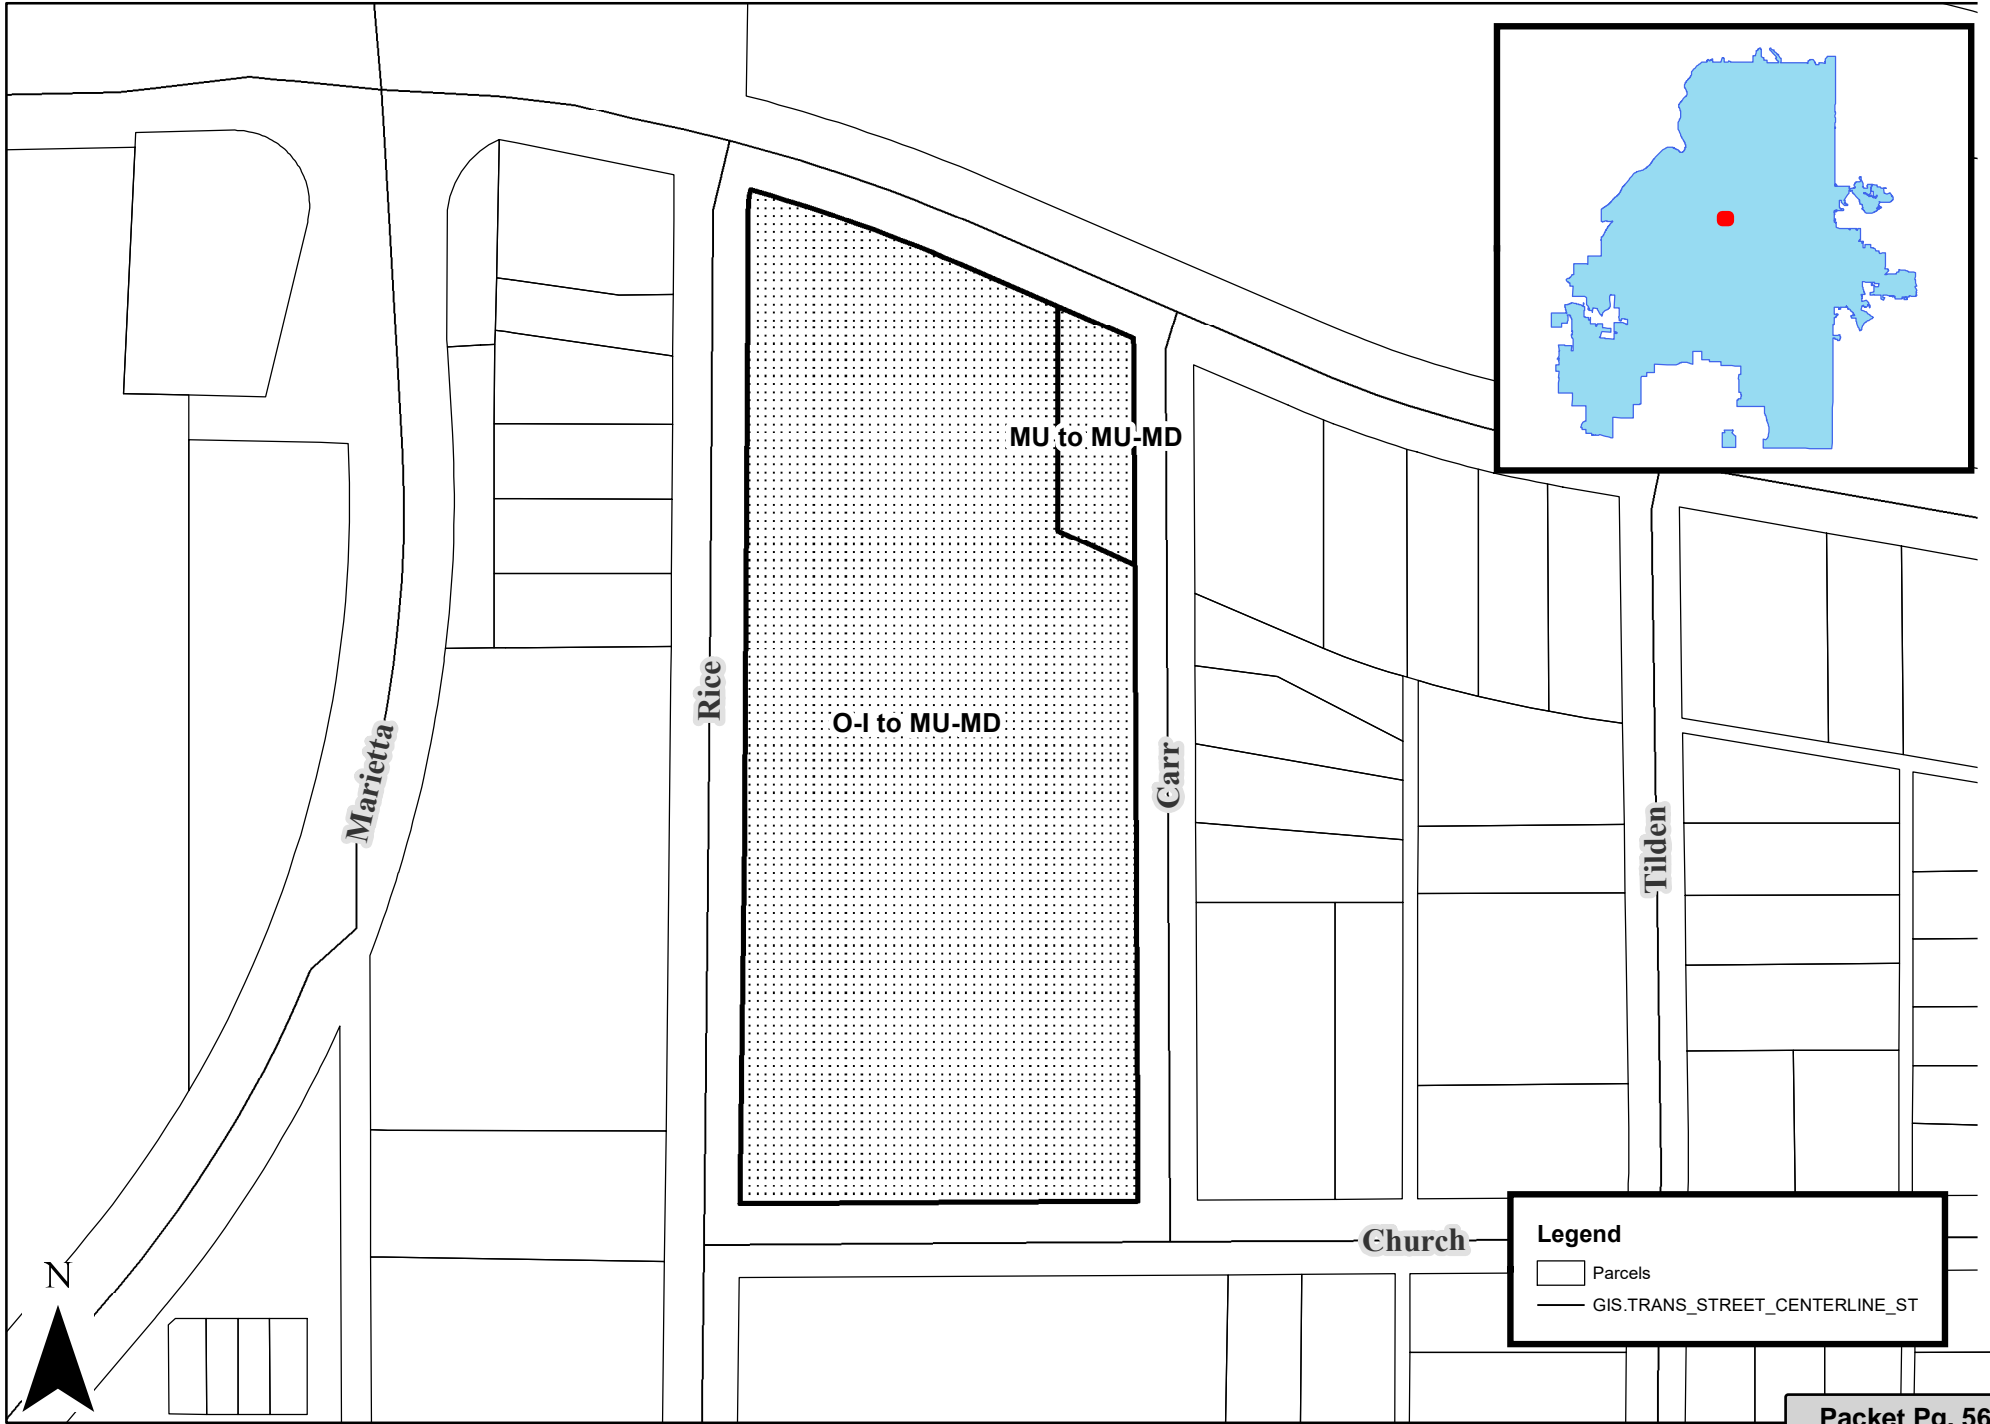 MU to MU-MD
Rice
O-I to MU-MD
Marietta
Carr
Tilden
Church
Legend
Parcels
GIS.TRANS_STREET_CENTERLINE_ST
N
Packet Pg. 56